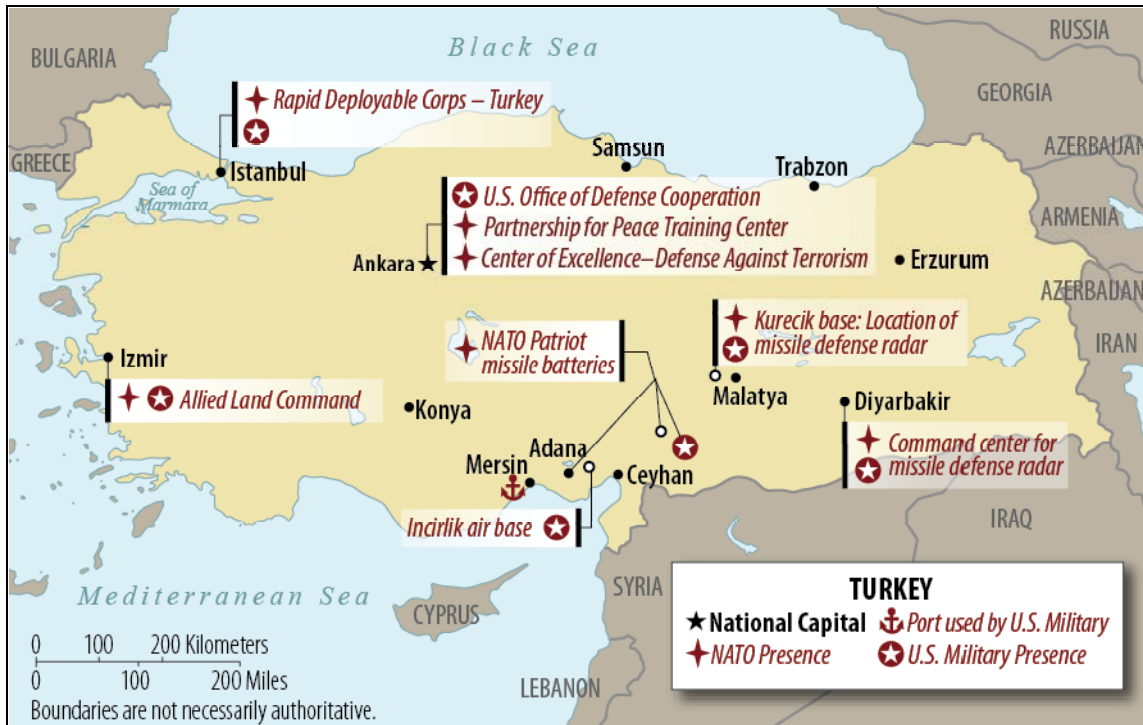 BULGARIA
Black Sea
RUSSIA
GEORGIA
Rapid Deployable Corps – Turkey
GREECE
Istanbul
Samsun
Trabzon
AZERBAIJAN
Sea of
Marmara
ARMENIA
U.S. Office of Defense Cooperation
Partnership for Peace Training Center
Center of Excellence–Defense Against Terrorism
Ankara
Erzurum
AZERBAIJAN
IRAN
Kurecik base: Location of
missile defense radar
NATO Patriot
missile batteries
Izmir
Allied Land Command
Konya
Malatya
Diyarbakir
Command center for
missile defense radar
Adana
Mersin
Ceyhan
Incirlik air base
IRAQ
SYRIA
Mediterranean Sea
CYPRUS
LEBANON
TURKEY
National Capital
Port used by U.S. Military
NATO Presence
U.S. Military Presence
0 100 200 Kilometers
0 100 200 Miles
Boundaries are not necessarily authoritative.